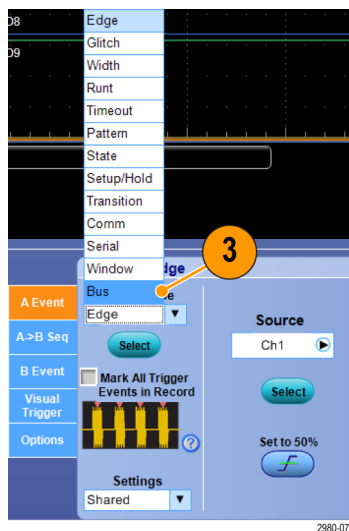 D8
D9
Edge
Glitch
Width
Runt
Timeout
Pattern
State
Setup/Hold
Transition
Comm
Serial
Window
Bus
3
Edge
A Event
A->B Seq
B Event
Visual
Trigger
Options
Select
Mark All Trigger
Events in Record
Settings
Shared
Source
Ch1
Select
Set to 50%
2980-07